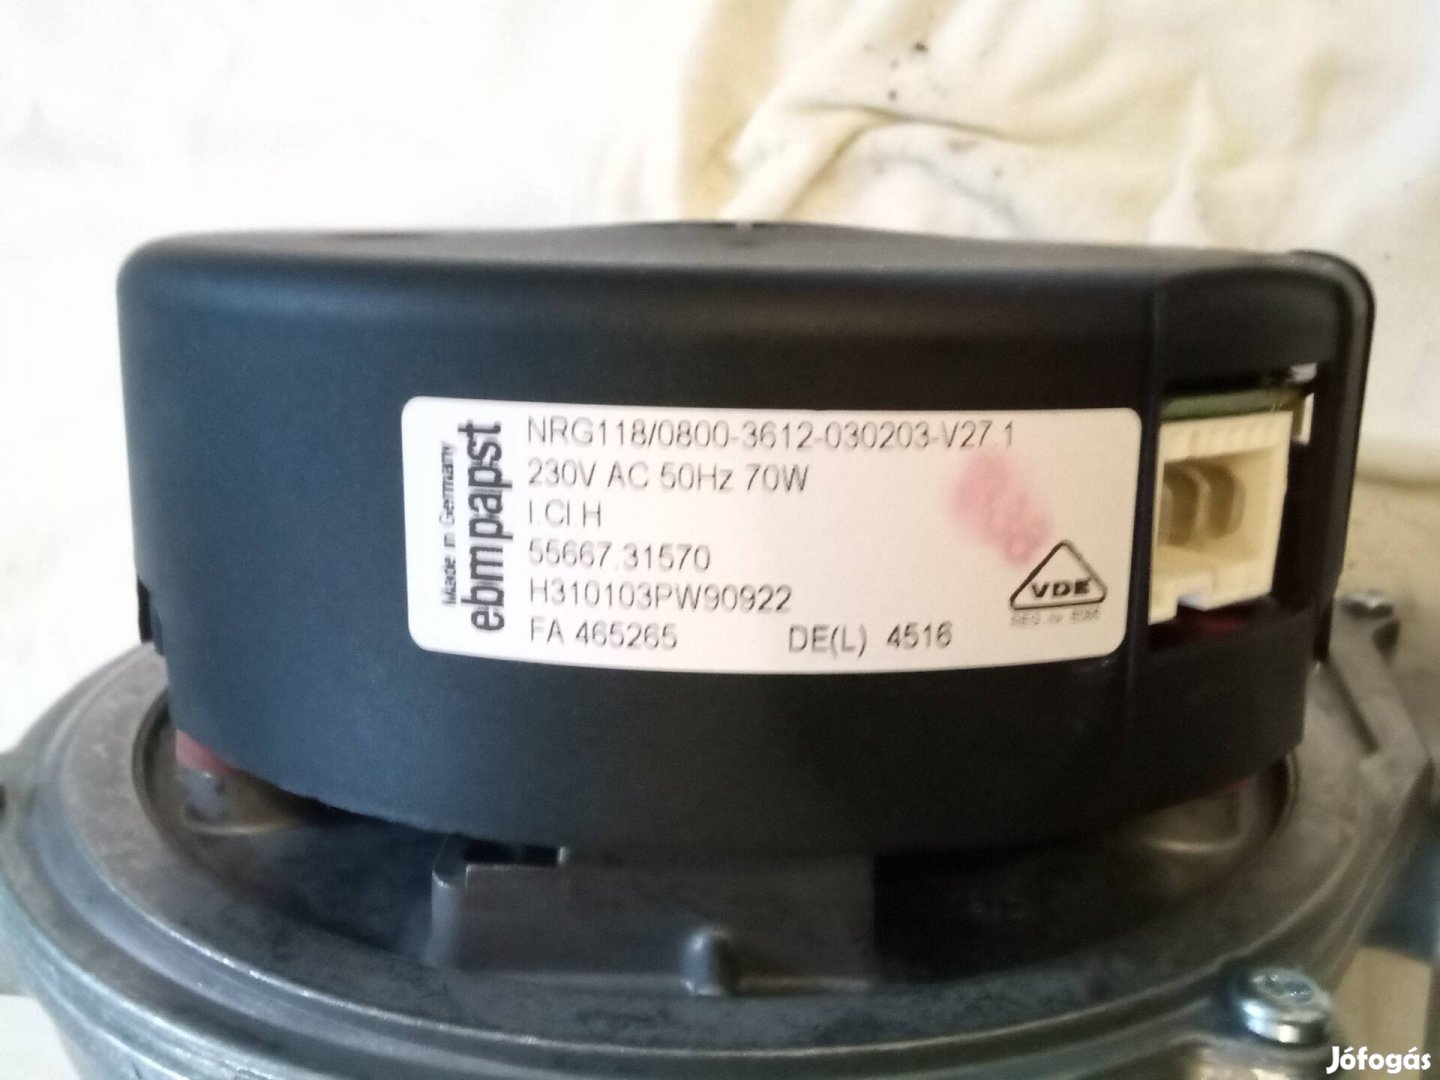 Made in Germany
ebmpapst
NRG118/0800-3612-030203-V27.1
230V AC 50Hz 70W
I.Cl.H
55667.31570
H310103PW90922
FA 465265 DE(L) 4516
VDE
Jófogás